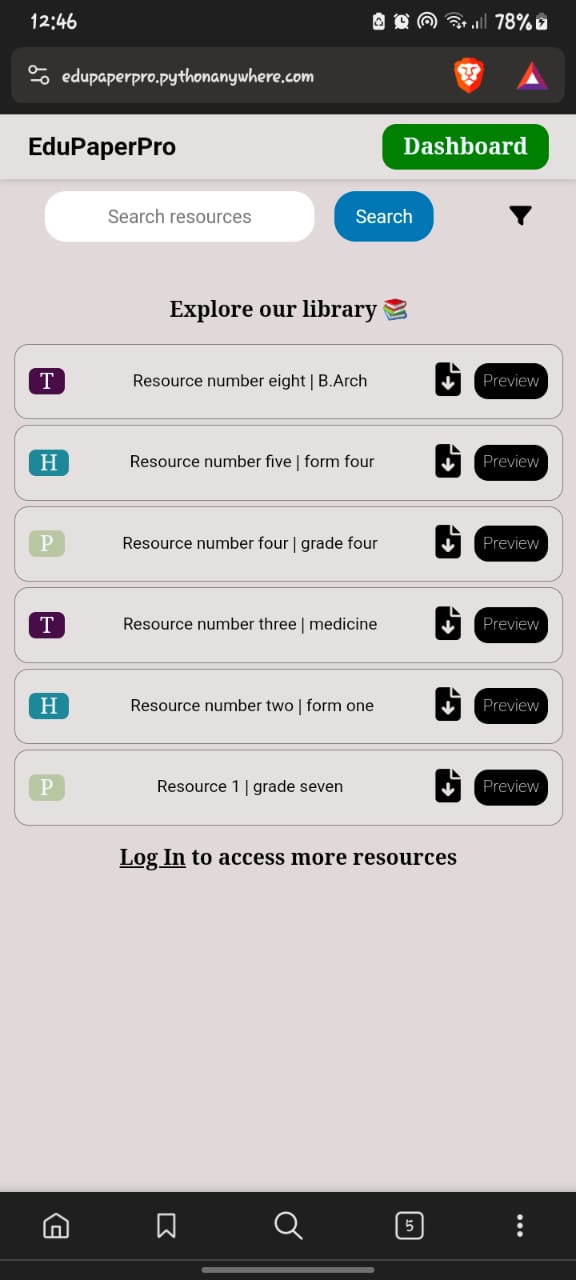 12:46 78%
edupaperpro.pythonanywhere.com
EduPaperPro Dashboard
Search resources Search
Explore our library 📚
T Resource number eight | B.Arch Preview
H Resource number five | form four Preview
P Resource number four | grade four Preview
T Resource number three | medicine Preview
H Resource number two | form one Preview
P Resource 1 | grade seven Preview
Log In to access more resources
5